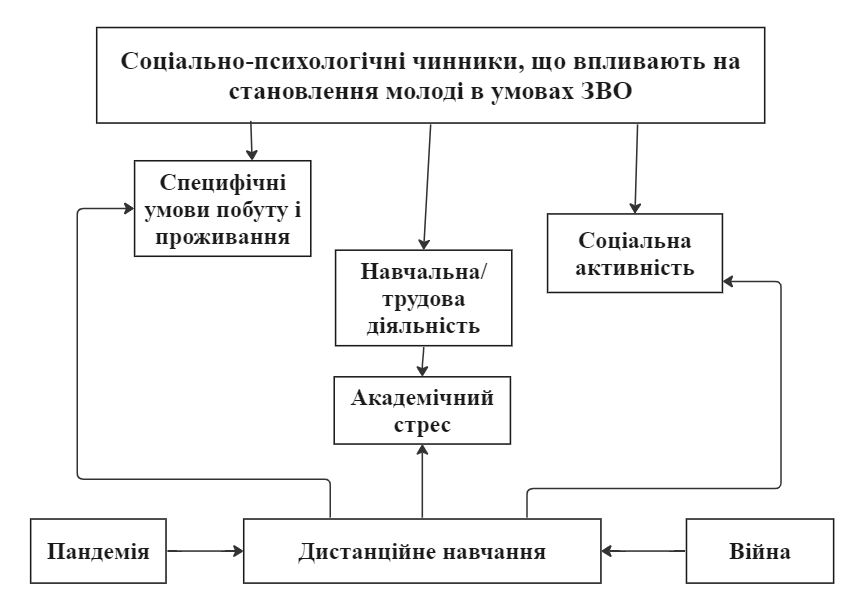 Соціально-психологічні чинники, що впливають на
становлення молоді в умовах ЗВО
Специфічні
умови побуту і
проживання
Соціальна
активність
Навчальна/
трудова
діяльність
Академічний
стрес
Пандемія
Дистанційне навчання
Війна